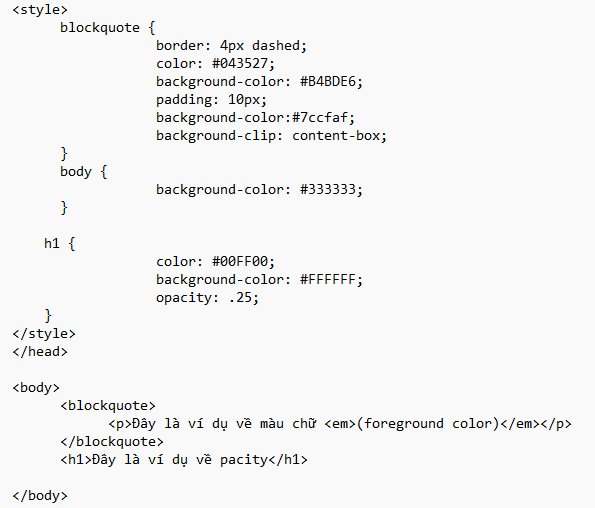 <style>
blockquote {
border: 4px dashed;
color: #043527;
background-color: #B4BDE6;
padding: 10px;
background-color:#7ccfaf;
background-clip: content-box;
}
body {
background-color: #333333;
}
h1 {
color: #00FF00;
background-color: #FFFFFF;
opacity: .25;
}
</style>
</head>
<body>
<blockquote>
<p>Đây là ví dụ về màu chữ <em>(foreground color)</em></p>
</blockquote>
<h1>Đây là ví dụ về pacity</h1>
</body>